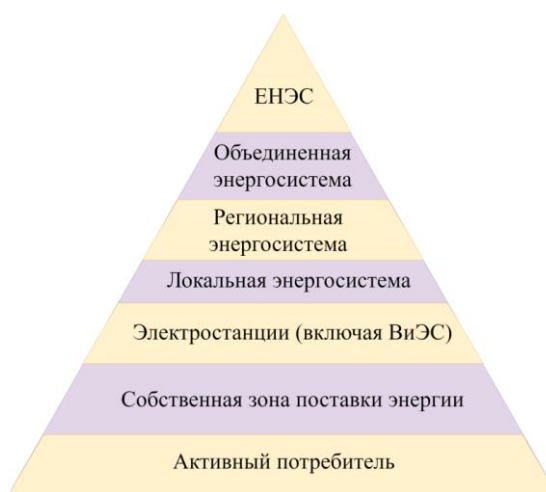 ЕНЭС
Объединенная
энергосистема
Региональная
энергосистема
Локальная энергосистема
Электростанции (включая ВиЭС)
Собственная зона поставки энергии
Активный потребитель